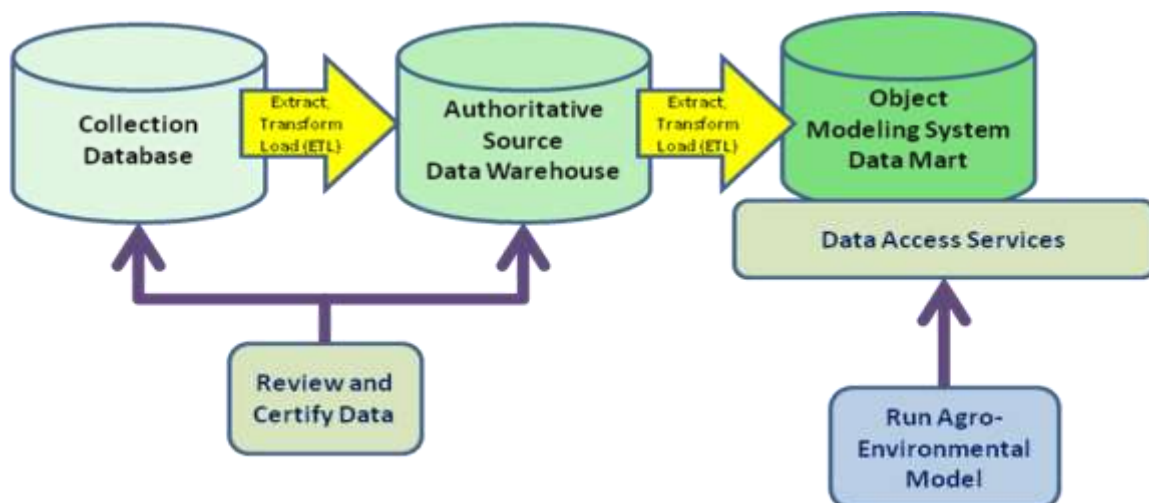 Collection
Database
Extract,
Transform
Load (ETL)
Authoritative
Source
Data Warehouse
Extract,
Transform
Load (ETL)
Object
Modeling System
Data Mart
Data Access Services
Review and
Certify Data
Run Agro-
Environmental
Model